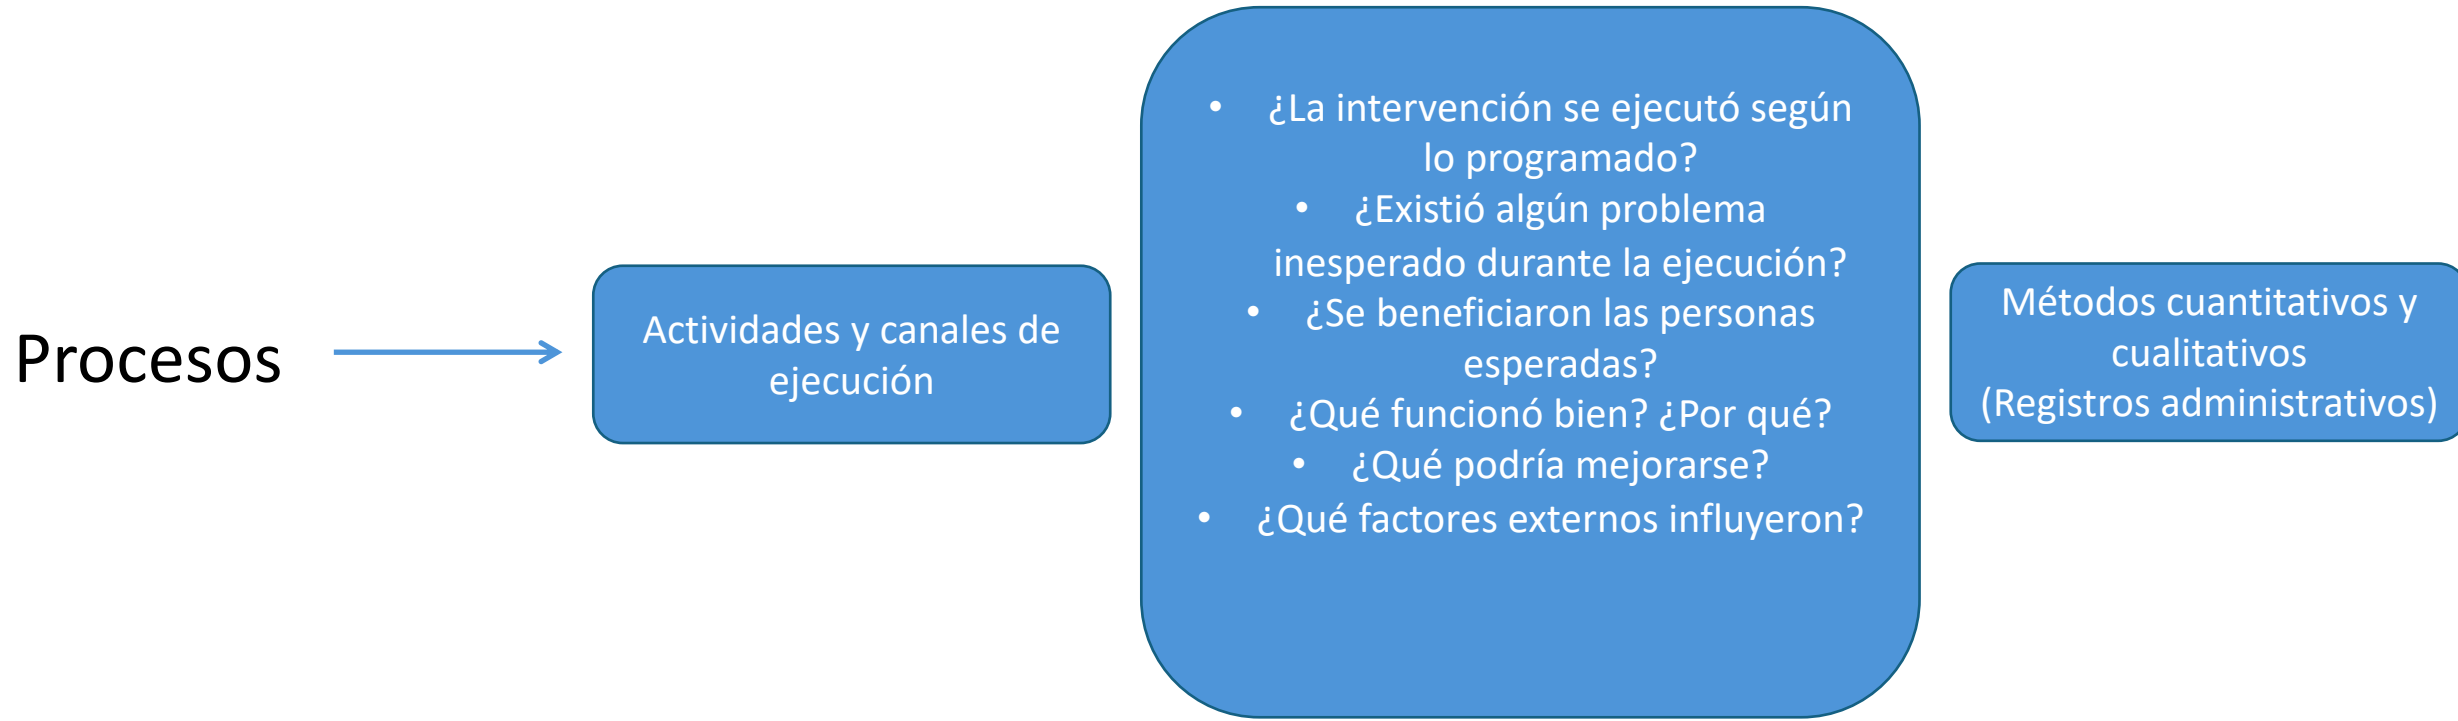 Procesos
Actividades y canales de
ejecución
• ¿La intervención se ejecutó según
lo programado?
• ¿Existió algún problema
inesperado durante la ejecución?
• ¿Se beneficiaron las personas
esperadas?
• ¿Qué funcionó bien? ¿Por qué?
• ¿Qué podría mejorarse?
• ¿Qué factores externos influyeron?
Métodos cuantitativos y
cualitativos
(Registros administrativos)